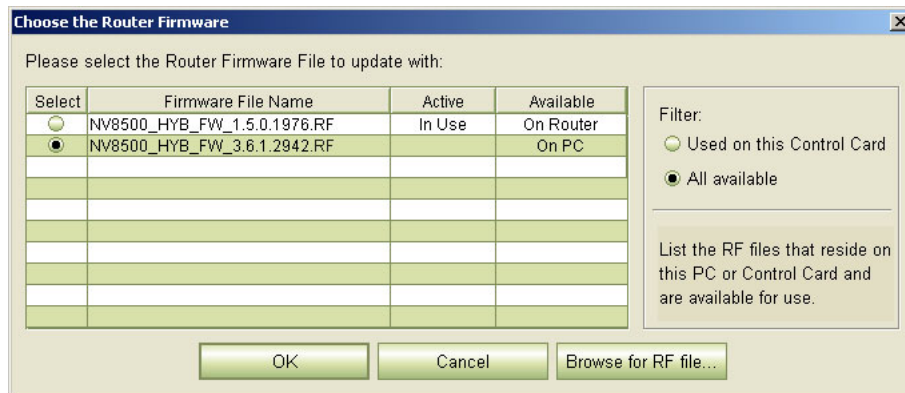 Choose the Router Firmware
Please select the Router Firmware File to update with:
Select Firmware File Name Active Available
NV8500_HYB_FW_1.5.0.1976.RF In Use On Router
NV8500_HYB_FW_3.6.1.2942.RF On PC
Filter:
Used on this Control Card
All available
List the RF files that reside on
this PC or Control Card and
are available for use.
OK Cancel Browse for RF file...